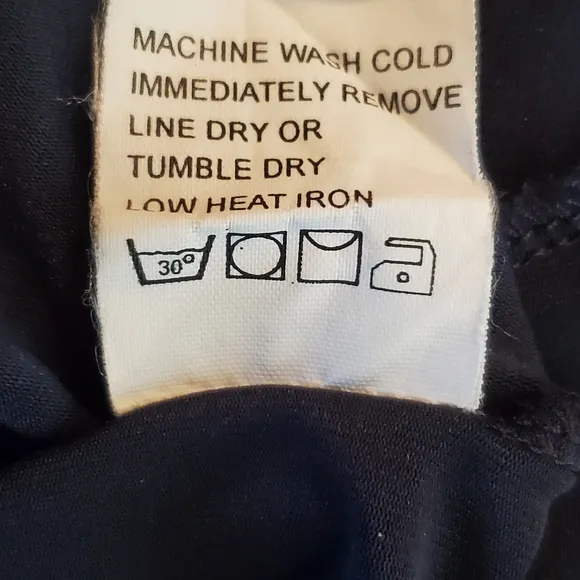 MACHINE WASH COLD
IMMEDIATELY REMOVE
LINE DRY OR
TUMBLE DRY
LOW HEAT IRON
30°